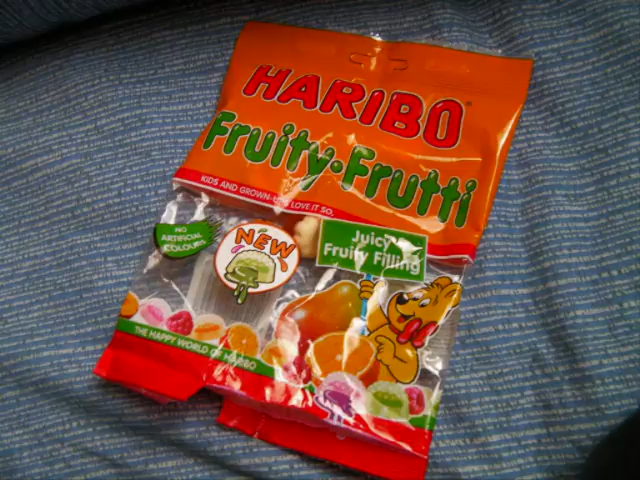 HARIBO
Fruity•Frutti
KIDS AND GROWN-UPS LOVE IT SO,
NO
ARTIFICIAL
COLOURS
NEW
Juicy
Fruity Filling
THE HAPPY WORLD OF HARIBO